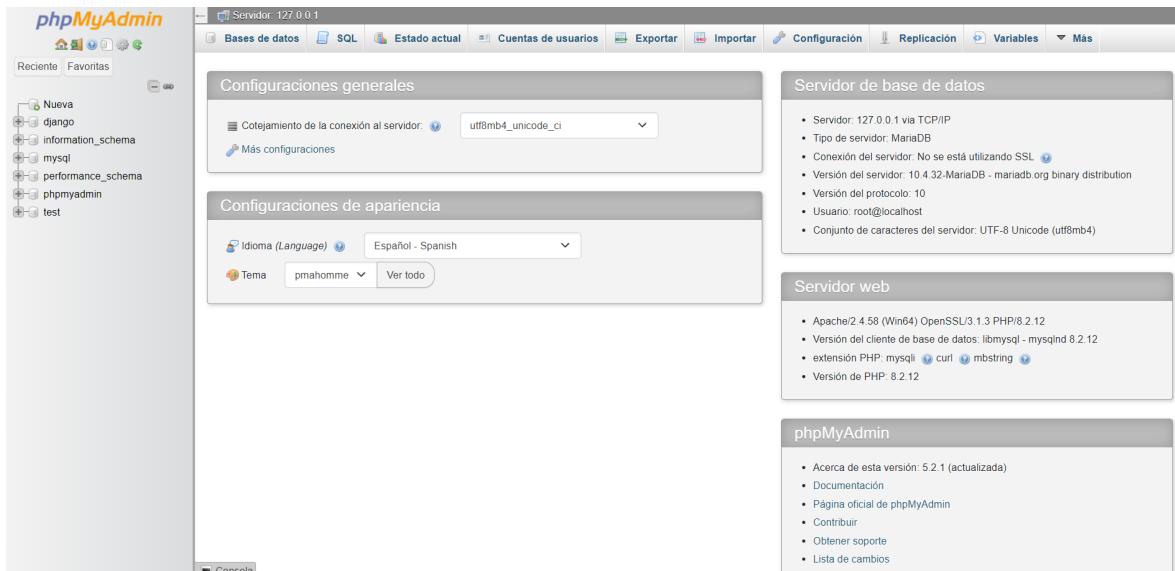 phpMyAdmin
Reciente Favoritas
Nueva
django
information_schema
mysql
performance_schema
phpmyadmin
test
Servidor: 127.0.0.1
Bases de datos SQL Estado actual Cuentas de usuarios Exportar Importar Configuración Replicación Variables Más
Configuraciones generales
Cotejamiento de la conexión al servidor: utf8mb4_unicode_ci
Más configuraciones
Configuraciones de apariencia
Idioma (Language) Español - Spanish
Tema pmahomme Ver todo
Servidor de base de datos
Servidor: 127.0.0.1 via TCP/IP
Tipo de servidor: MariaDB
Conexión del servidor: No se está utilizando SSL
Versión del servidor: 10.4.32-MariaDB - mariadb.org binary distribution
Versión del protocolo: 10
Usuario: root@localhost
Conjunto de caracteres del servidor: UTF-8 Unicode (utf8mb4)
Servidor web
Apache/2.4.58 (Win64) OpenSSL/3.1.3 PHP/8.2.12
Versión del cliente de base de datos: libmysql - mysqlnd 8.2.12
extensión PHP: mysqli curl mbstring
Versión de PHP: 8.2.12
phpMyAdmin
Acerca de esta versión: 5.2.1 (actualizada)
Documentación
Página oficial de phpMyAdmin
Contribuir
Obtener soporte
Lista de cambios
Consola